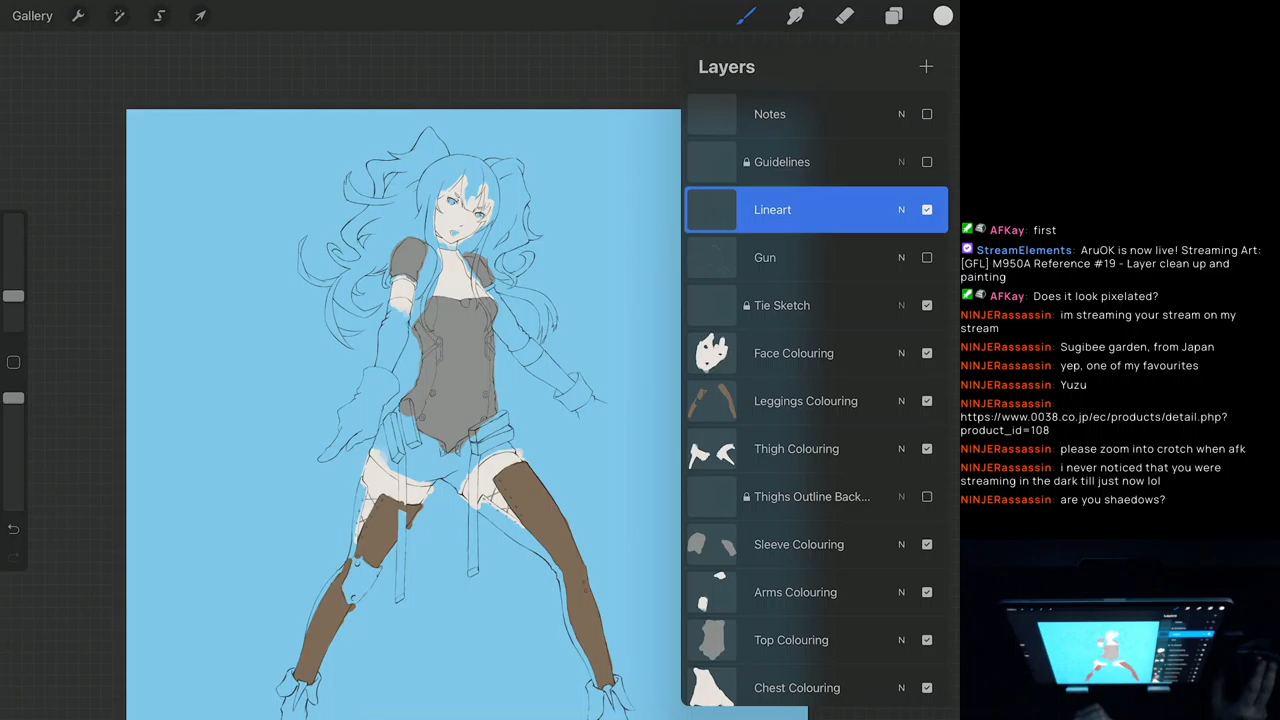 Gallery
Layers
Notes N
Guidelines N
Lineart N
Gun N
Tie Sketch N
Face Colouring N
Leggings Colouring N
Thigh Colouring N
Thighs Outline Back... N
Sleeve Colouring N
Arms Colouring N
Top Colouring N
Chest Colouring N
AFKay: first
StreamElements: AruOK is now live! Streaming Art:
[GFL] M950A Reference #19 - Layer clean up and
painting
AFKay: Does it look pixelated?
NINJERassassin: im streaming your stream on my
stream
NINJERassassin: Sugibee garden, from Japan
NINJERassassin: yep, one of my favourites
NINJERassassin: Yuzu
NINJERassassin:
https://www.0038.co.jp/ec/products/detail.php?
product_id=108
NINJERassassin: please zoom into crotch when afk
NINJERassassin: i never noticed that you were
streaming in the dark till just now lol
NINJERassassin: are you shaedows?